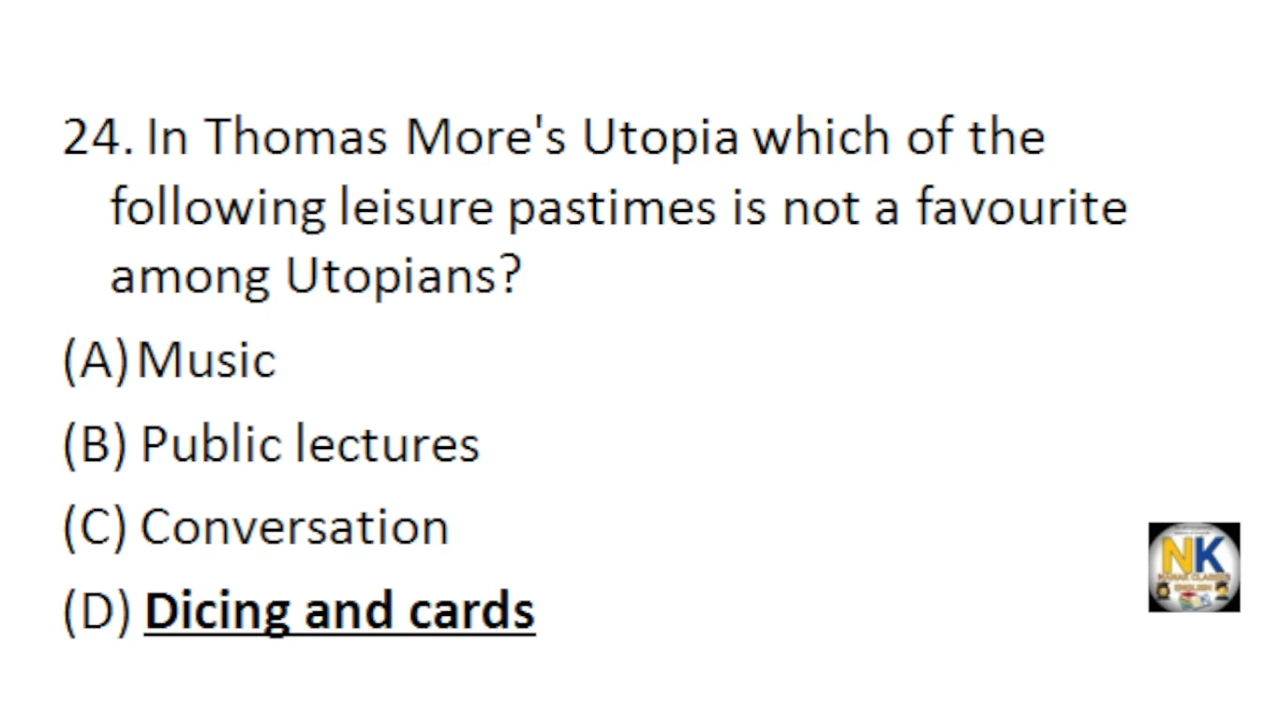 24. In Thomas More's Utopia which of the
following leisure pastimes is not a favourite
among Utopians?
(A) Music
(B) Public lectures
(C) Conversation
(D) Dicing and cards
NK